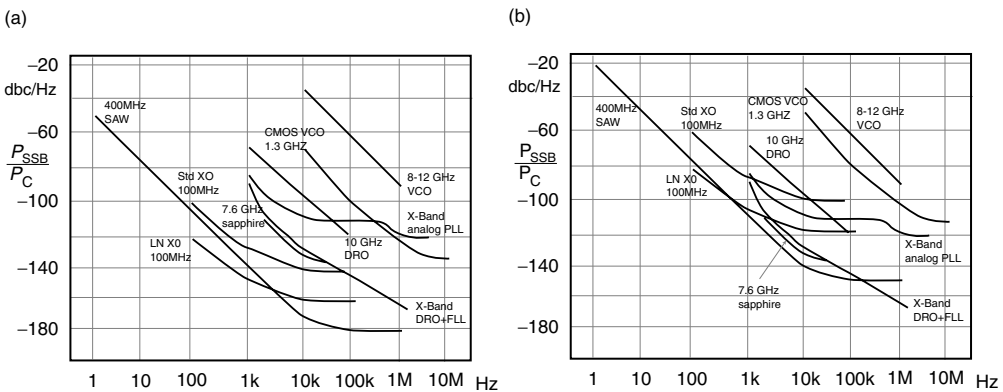 (a)
−20
dbc/Hz
−60
P_SSB
P_C
−100
−140
−180
400MHz
SAW
Std XO
100MHz
LN X0
100MHz
7.6 GHz
sapphire
CMOS VCO
1.3 GHZ
10 GHz
DRO
8-12 GHz
VCO
X-Band
analog PLL
X-Band
DRO+FLL
1 10 100 1k 10k 100k 1M 10M Hz
(b)
−20
dbc/Hz
−60
P_SSB
P_C
−100
−140
−180
400MHz
SAW
Std XO
100MHz
LN X0
100MHz
CMOS VCO
1.3 GHZ
10 GHz
DRO
8-12 GHz
VCO
7.6 GHz
sapphire
X-Band
analog PLL
X-Band
DRO+FLL
1 10 100 1k 10k 100k 1M 10M Hz